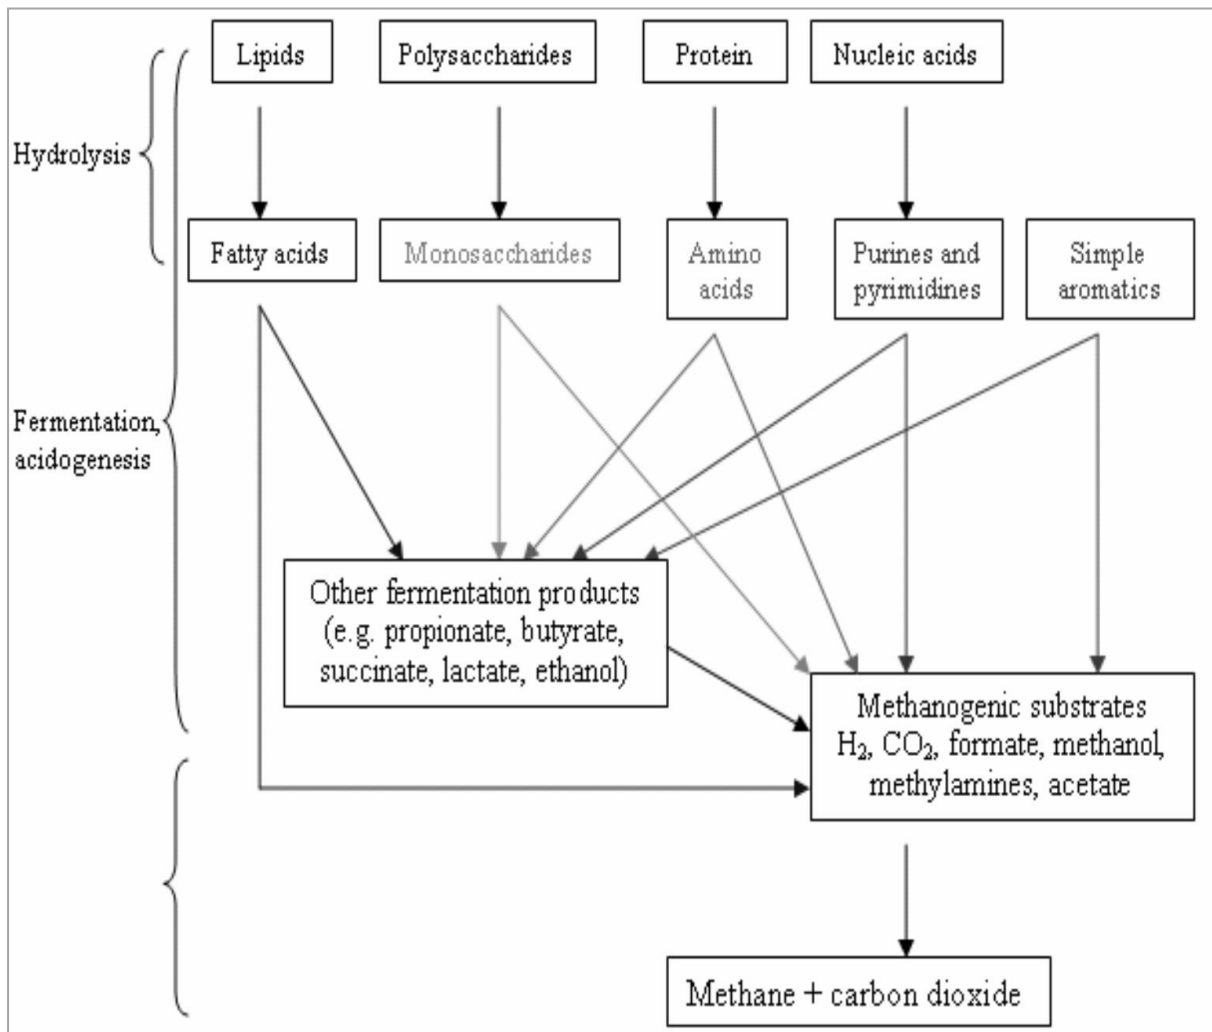 Lipids
Polysaccharides
Protein
Nucleic acids
Hydrolysis
Fatty acids
Monosaccharides
Amino
acids
Purines and
pyrimidines
Simple
aromatics
Fermentation,
acidogenesis
Other fermentation products
(e.g. propionate, butyrate,
succinate, lactate, ethanol)
Methanogenic substrates
H₂, CO₂, formate, methanol,
methylamines, acetate
Methane + carbon dioxide